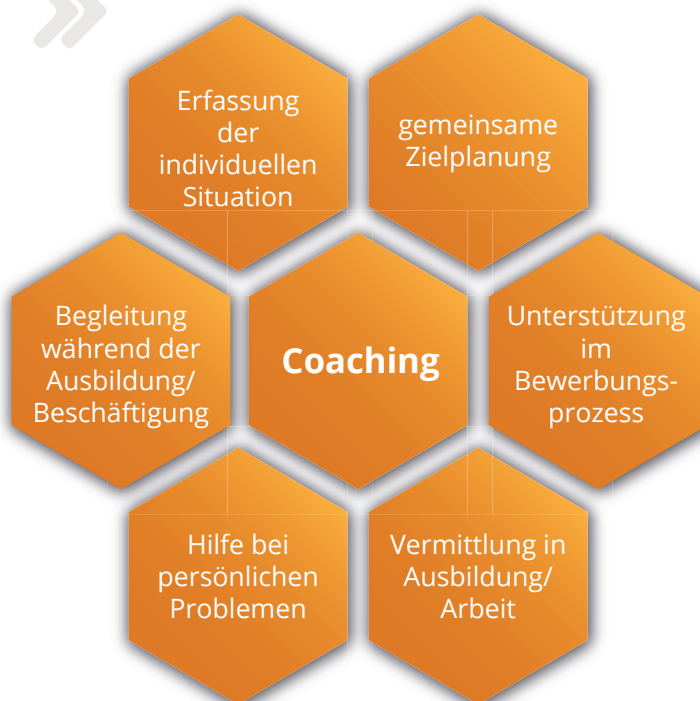 Erfassung
der
individuellen
Situation
gemeinsame
Zielplanung
Begleitung
während der
Ausbildung/
Beschäftigung
Coaching
Unterstützung
im
Bewerbungs-
prozess
Hilfe bei
persönlichen
Problemen
Vermittlung in
Ausbildung/
Arbeit